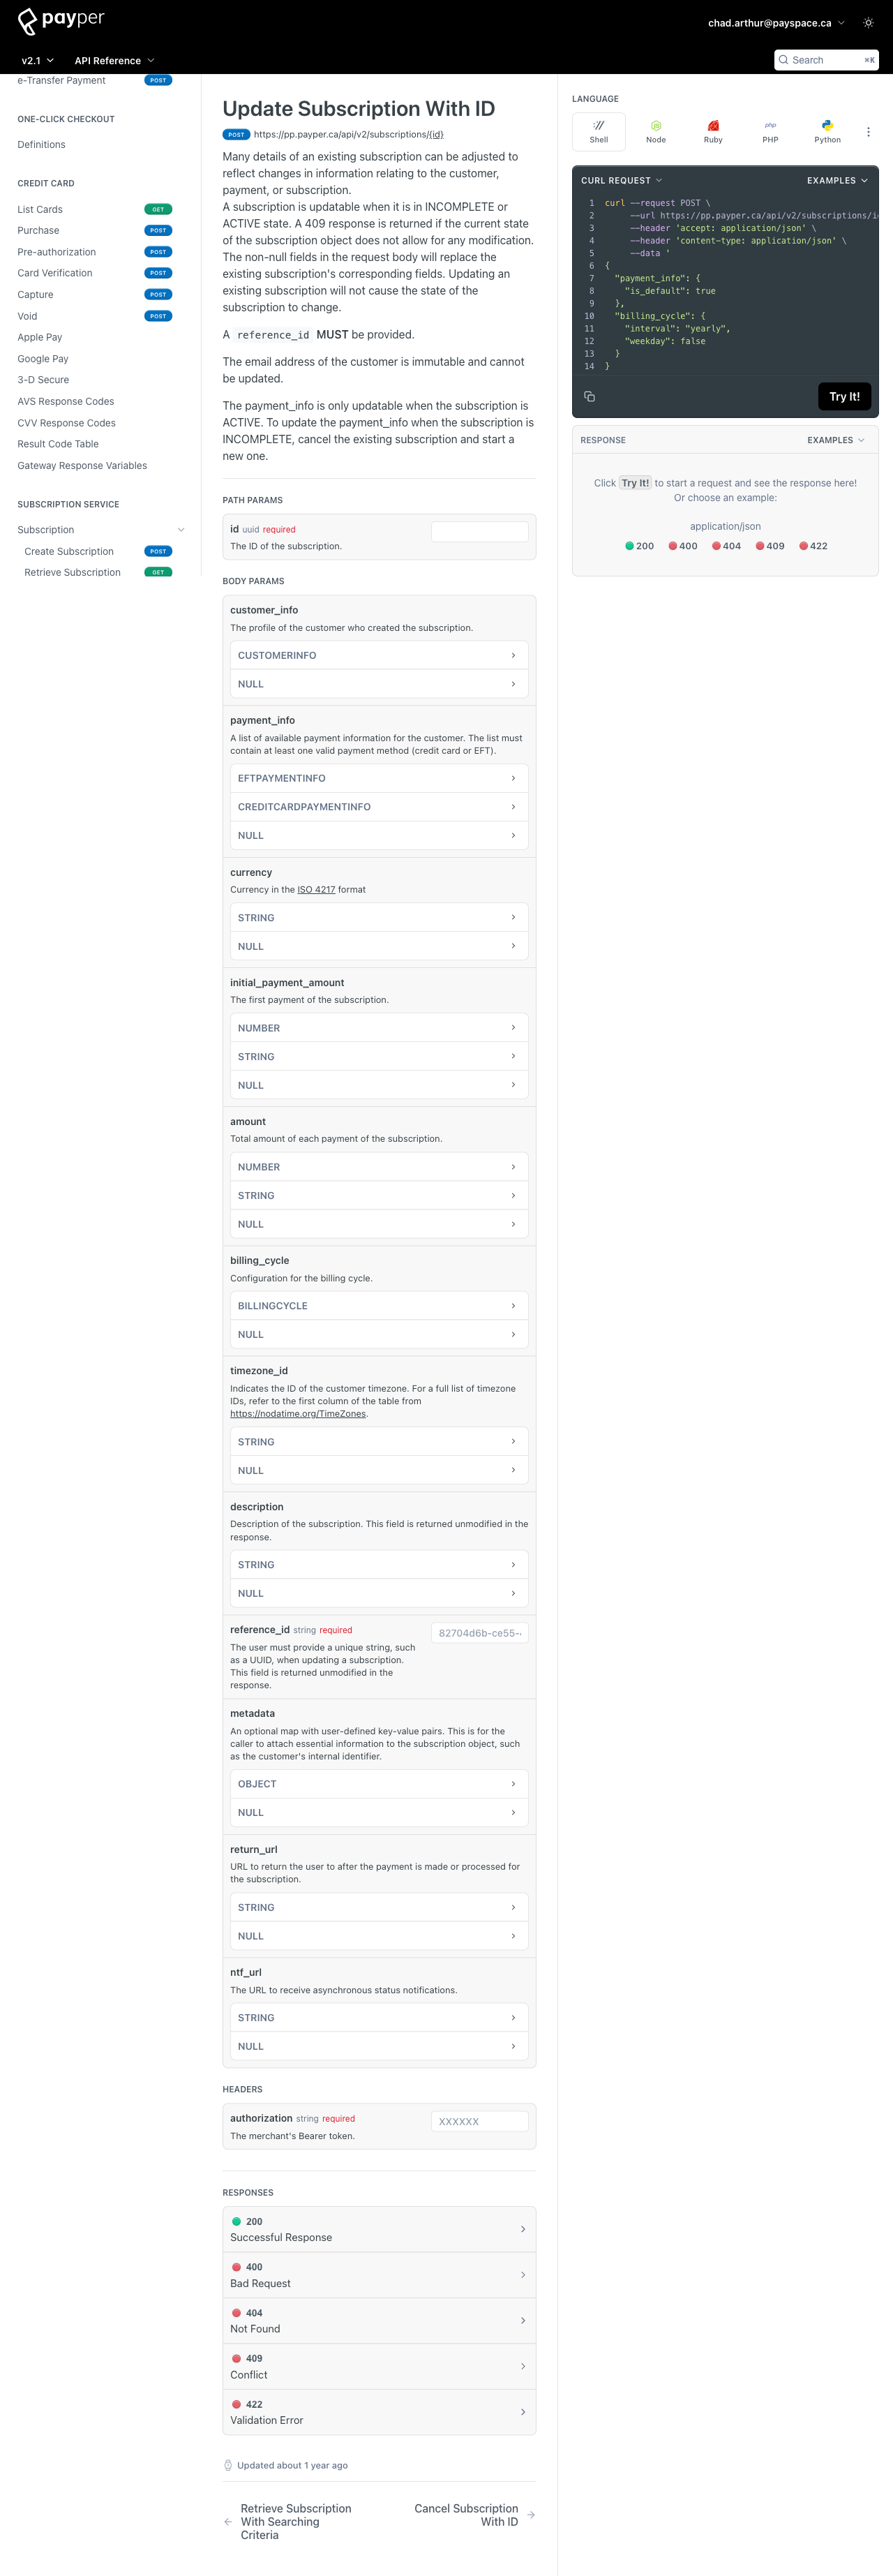 payper
chad.arthur@payspace.ca
v2.1
API Reference
Search
⌘K
e-Transfer Payment POST
ONE-CLICK CHECKOUT
Definitions
CREDIT CARD
List Cards GET
Purchase POST
Pre-authorization POST
Card Verification POST
Capture POST
Void POST
Apple Pay
Google Pay
3-D Secure
AVS Response Codes
CVV Response Codes
Result Code Table
Gateway Response Variables
SUBSCRIPTION SERVICE
Subscription
Create Subscription POST
Retrieve Subscription GET
Update Subscription With ID
POST https://pp.payper.ca/api/v2/subscriptions/{id}
Many details of an existing subscription can be adjusted to
reflect changes in information relating to the customer,
payment, or subscription.
A subscription is updatable when it is in INCOMPLETE or
ACTIVE state. A 409 response is returned if the current state
of the subscription object does not allow for any modification.
The non-null fields in the request body will replace the
existing subscription's corresponding fields. Updating an
existing subscription will not cause the state of the
subscription to change.
A reference_id MUST be provided.
The email address of the customer is immutable and cannot
be updated.
The payment_info is only updatable when the subscription is
ACTIVE. To update the payment_info when the subscription is
INCOMPLETE, cancel the existing subscription and start a
new one.
PATH PARAMS
id uuid required
The ID of the subscription.
BODY PARAMS
customer_info
The profile of the customer who created the subscription.
CUSTOMERINFO
NULL
payment_info
A list of available payment information for the customer. The list must
contain at least one valid payment method (credit card or EFT).
EFTPAYMENTINFO
CREDITCARDPAYMENTINFO
NULL
currency
Currency in the ISO 4217 format
STRING
NULL
initial_payment_amount
The first payment of the subscription.
NUMBER
STRING
NULL
amount
Total amount of each payment of the subscription.
NUMBER
STRING
NULL
billing_cycle
Configuration for the billing cycle.
BILLINGCYCLE
NULL
timezone_id
Indicates the ID of the customer timezone. For a full list of timezone
IDs, refer to the first column of the table from
https://nodatime.org/TimeZones.
STRING
NULL
description
Description of the subscription. This field is returned unmodified in the
response.
STRING
NULL
reference_id string required
82704d6b-ce55-
The user must provide a unique string, such
as a UUID, when updating a subscription.
This field is returned unmodified in the
response.
metadata
An optional map with user-defined key-value pairs. This is for the
caller to attach essential information to the subscription object, such
as the customer's internal identifier.
OBJECT
NULL
return_url
URL to return the user to after the payment is made or processed for
the subscription.
STRING
NULL
ntf_url
The URL to receive asynchronous status notifications.
STRING
NULL
HEADERS
authorization string required
XXXXXX
The merchant's Bearer token.
RESPONSES
200
Successful Response
400
Bad Request
404
Not Found
409
Conflict
422
Validation Error
Updated about 1 year ago
Retrieve Subscription
With Searching
Criteria
Cancel Subscription
With ID
LANGUAGE
Shell
Node
Ruby
php
PHP
Python
CURL REQUEST
EXAMPLES
1 curl --request POST \
2 --url https://pp.payper.ca/api/v2/subscriptions/i
3 --header 'accept: application/json' \
4 --header 'content-type: application/json' \
5 --data '
6 {
7 "payment_info": {
8 "is_default": true
9 },
10 "billing_cycle": {
11 "interval": "yearly",
12 "weekday": false
13 }
14 }
Try It!
RESPONSE
EXAMPLES
Click Try It! to start a request and see the response here!
Or choose an example:
application/json
200 400 404 409 422